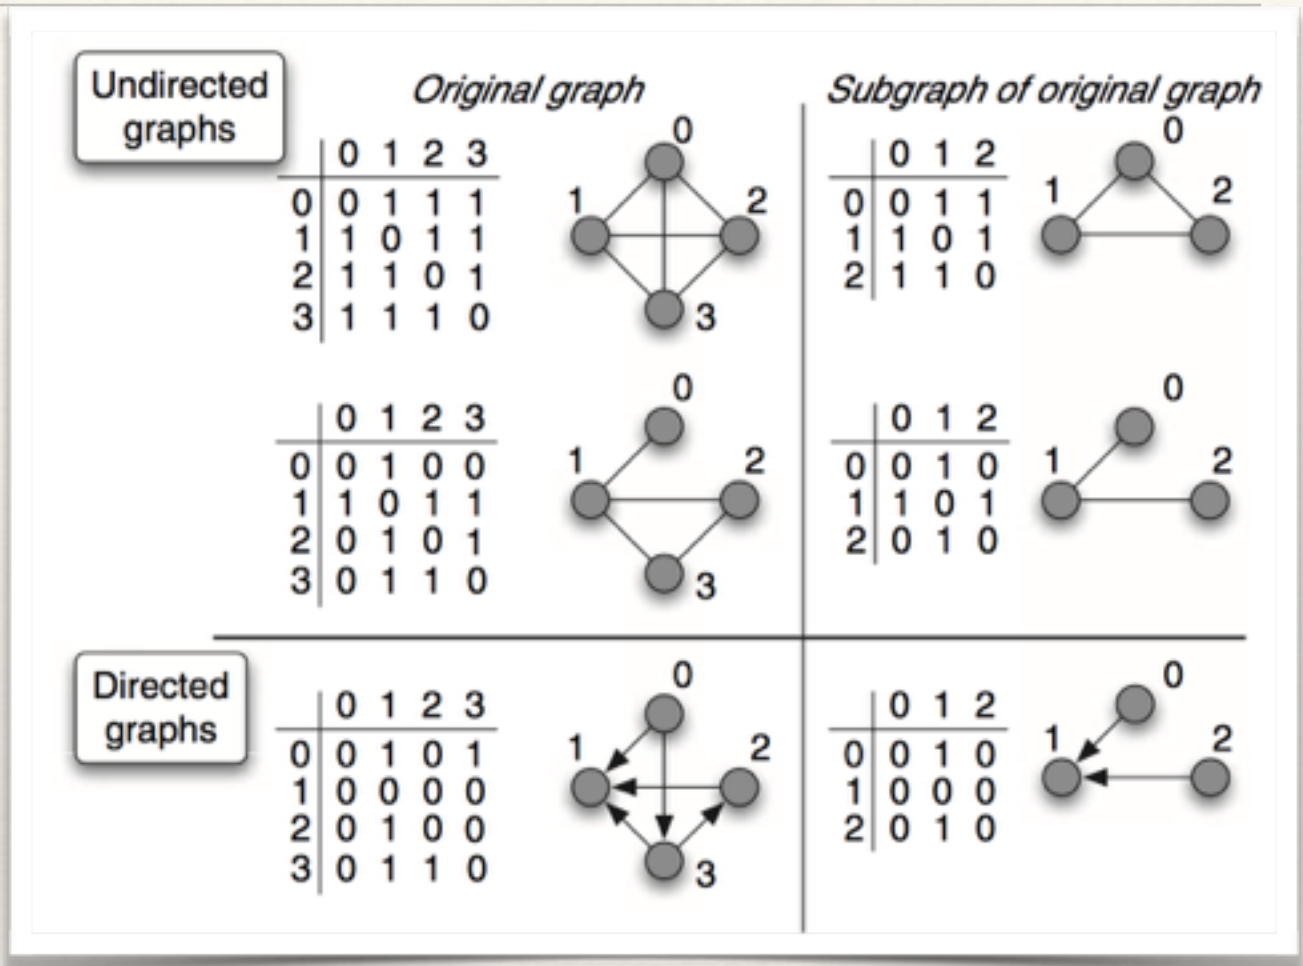 Undirected
graphs
Original graph
Subgraph of original graph
0 1 2 3
0 0 1 1 1
1 1 0 1 1
2 1 1 0 1
3 1 1 1 0
0
1
2
3
0 1 2
0 0 1 1
1 1 0 1
2 1 1 0
0
1
2
0 1 2 3
0 0 1 0 0
1 1 0 1 1
2 0 1 0 1
3 0 1 1 0
0
1
2
3
0 1 2
0 0 1 0
1 1 0 1
2 0 1 0
0
1
2
Directed
graphs
0 1 2 3
0 0 1 0 1
1 0 0 0 0
2 0 1 0 0
3 0 1 1 0
0
1
2
3
0 1 2
0 0 1 0
1 0 0 0
2 0 1 0
0
1
2